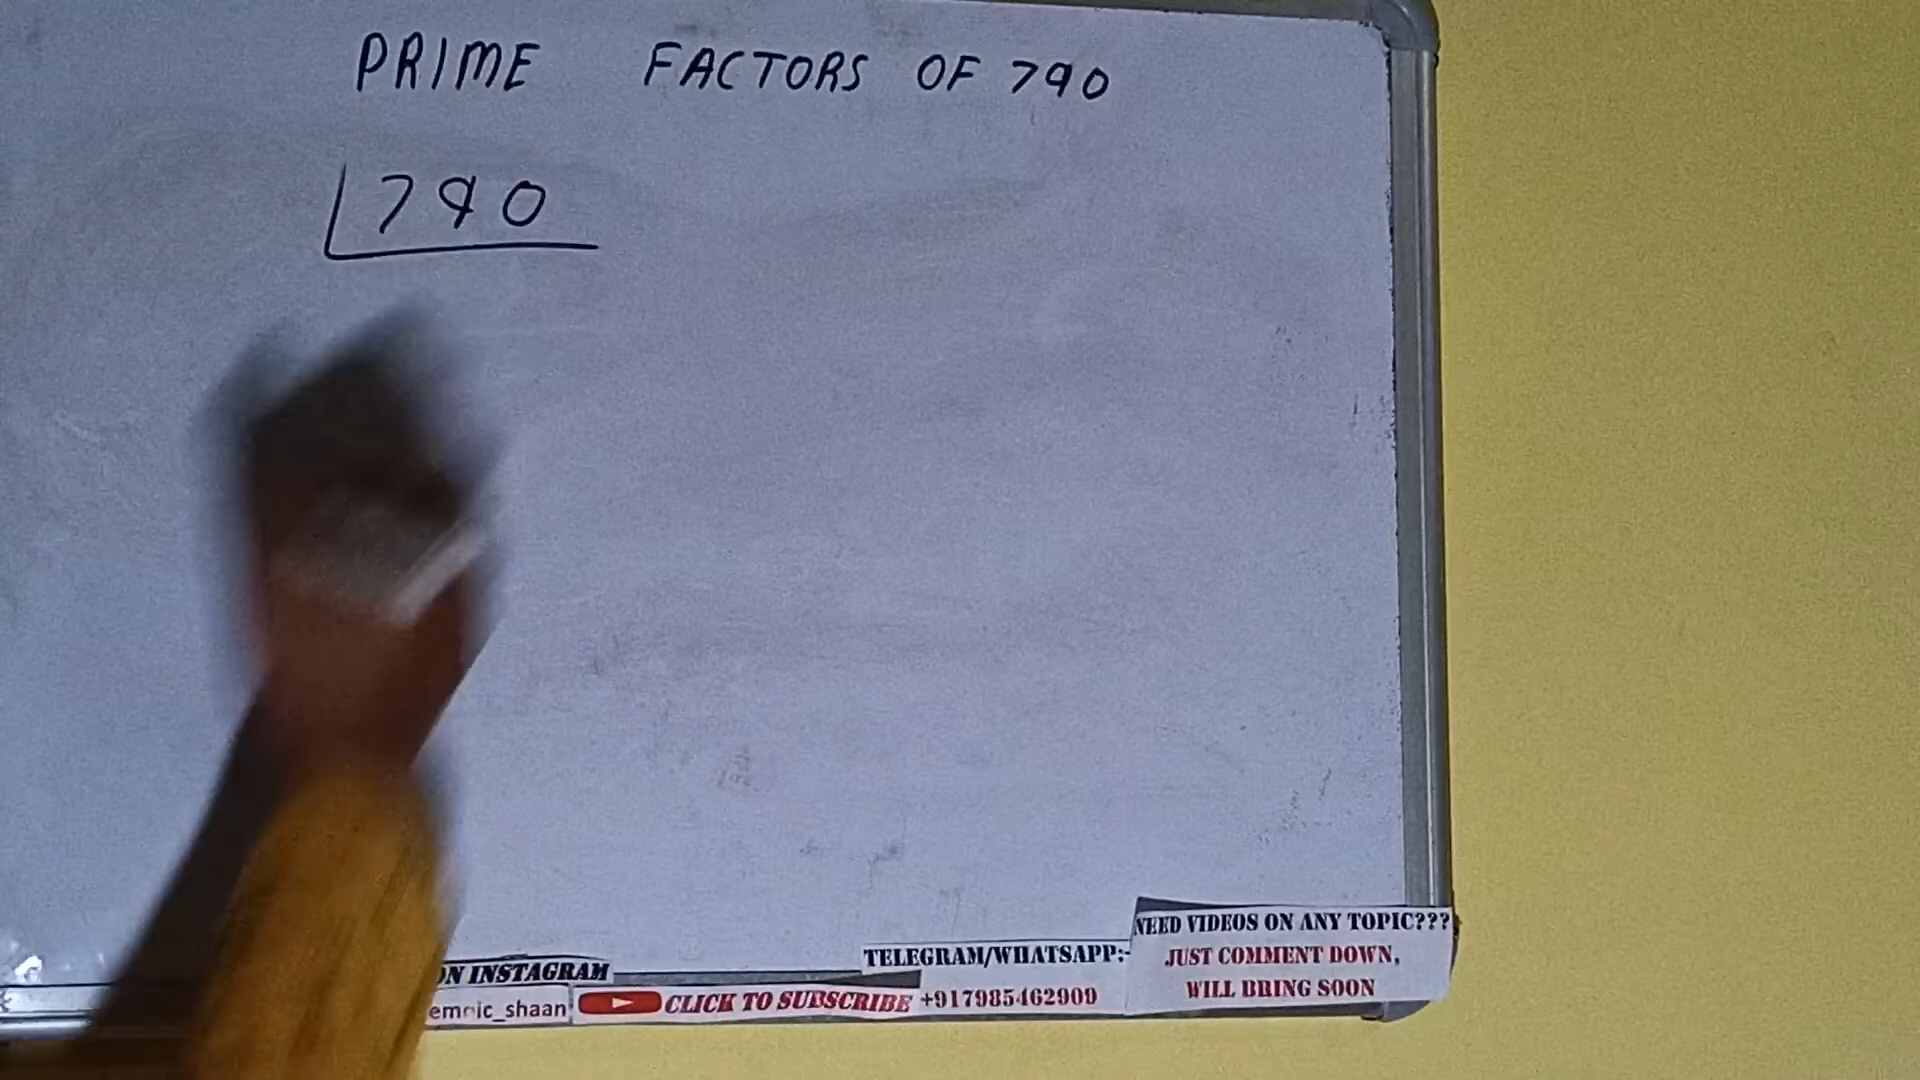 PRIME FACTORS OF 790
790
NEED VIDEOS ON ANY TOPIC???
JUST COMMENT DOWN,
WILL BRING SOON
TELEGRAM/WHATSAPP:-
+917985462909
ON INSTAGRAM
CLICK TO SUBSCRIBE